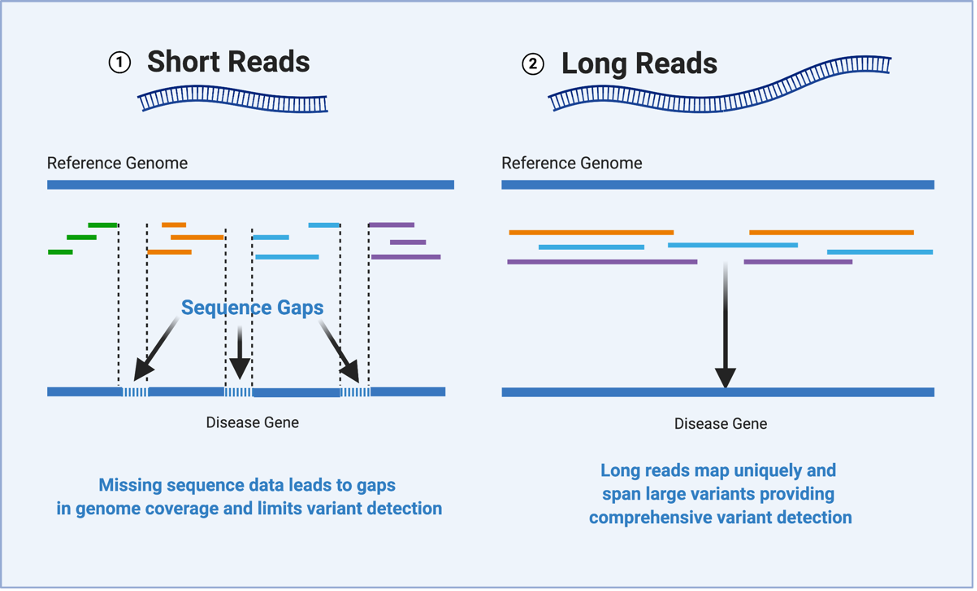 1 Short Reads
Reference Genome
Sequence Gaps
Disease Gene
Missing sequence data leads to gaps
in genome coverage and limits variant detection
2 Long Reads
Reference Genome
Disease Gene
Long reads map uniquely and
span large variants providing
comprehensive variant detection